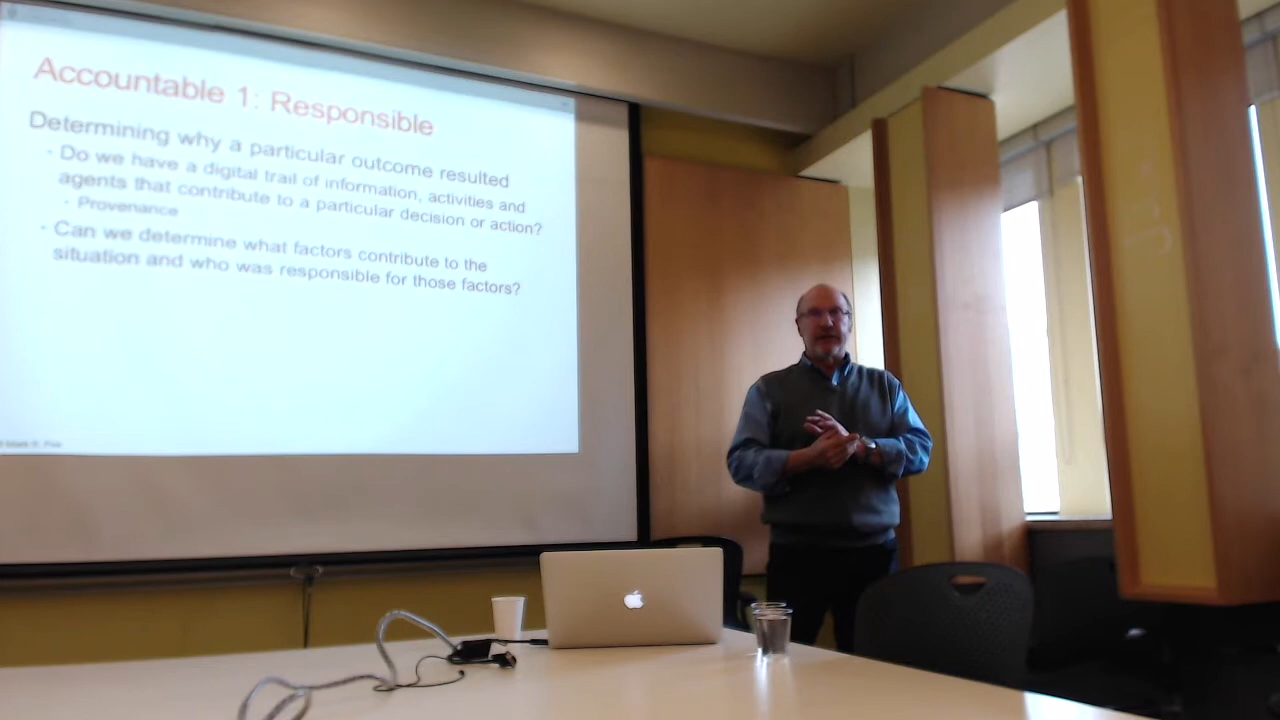 Accountable 1: Responsible
Determining why a particular outcome resulted
· Do we have a digital trail of information, activities and
agents that contribute to a particular decision or action?
· Provenance
· Can we determine what factors contribute to the
situation and who was responsible for those factors?